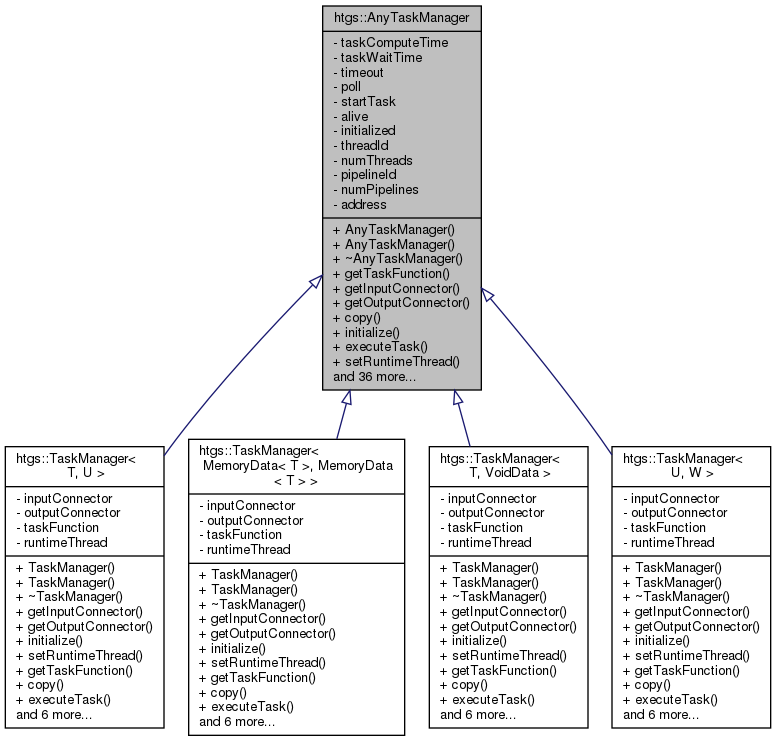 htgs::AnyTaskManager
- taskComputeTime
- taskWaitTime
- timeout
- poll
- startTask
- alive
- initialized
- threadId
- numThreads
- pipelineId
- numPipelines
- address
+ AnyTaskManager()
+ AnyTaskManager()
+ ~AnyTaskManager()
+ getTaskFunction()
+ getInputConnector()
+ getOutputConnector()
+ copy()
+ initialize()
+ executeTask()
+ setRuntimeThread()
and 36 more...
htgs::TaskManager<
T, U >
- inputConnector
- outputConnector
- taskFunction
- runtimeThread
+ TaskManager()
+ TaskManager()
+ ~TaskManager()
+ getInputConnector()
+ getOutputConnector()
+ initialize()
+ setRuntimeThread()
+ getTaskFunction()
+ copy()
+ executeTask()
and 6 more...
htgs::TaskManager<
MemoryData< T >, MemoryData
< T > >
- inputConnector
- outputConnector
- taskFunction
- runtimeThread
+ TaskManager()
+ TaskManager()
+ ~TaskManager()
+ getInputConnector()
+ getOutputConnector()
+ initialize()
+ setRuntimeThread()
+ getTaskFunction()
+ copy()
+ executeTask()
and 6 more...
htgs::TaskManager<
T, VoidData >
- inputConnector
- outputConnector
- taskFunction
- runtimeThread
+ TaskManager()
+ TaskManager()
+ ~TaskManager()
+ getInputConnector()
+ getOutputConnector()
+ initialize()
+ setRuntimeThread()
+ getTaskFunction()
+ copy()
+ executeTask()
and 6 more...
htgs::TaskManager<
U, W >
- inputConnector
- outputConnector
- taskFunction
- runtimeThread
+ TaskManager()
+ TaskManager()
+ ~TaskManager()
+ getInputConnector()
+ getOutputConnector()
+ initialize()
+ setRuntimeThread()
+ getTaskFunction()
+ copy()
+ executeTask()
and 6 more...